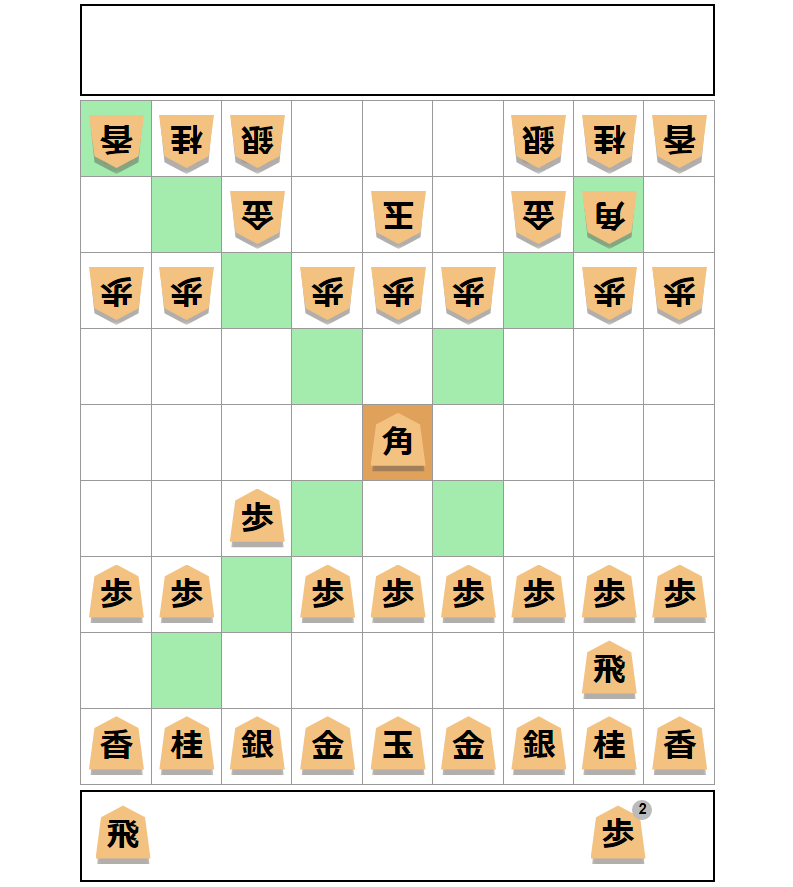 香 桂 銀 銀 桂 香
金 玉 金 角
歩 歩 歩 歩 歩 歩 歩
角
歩
歩 歩 歩 歩 歩 歩 歩 歩
飛
香 桂 銀 金 玉 金 銀 桂 香
飛 歩 2